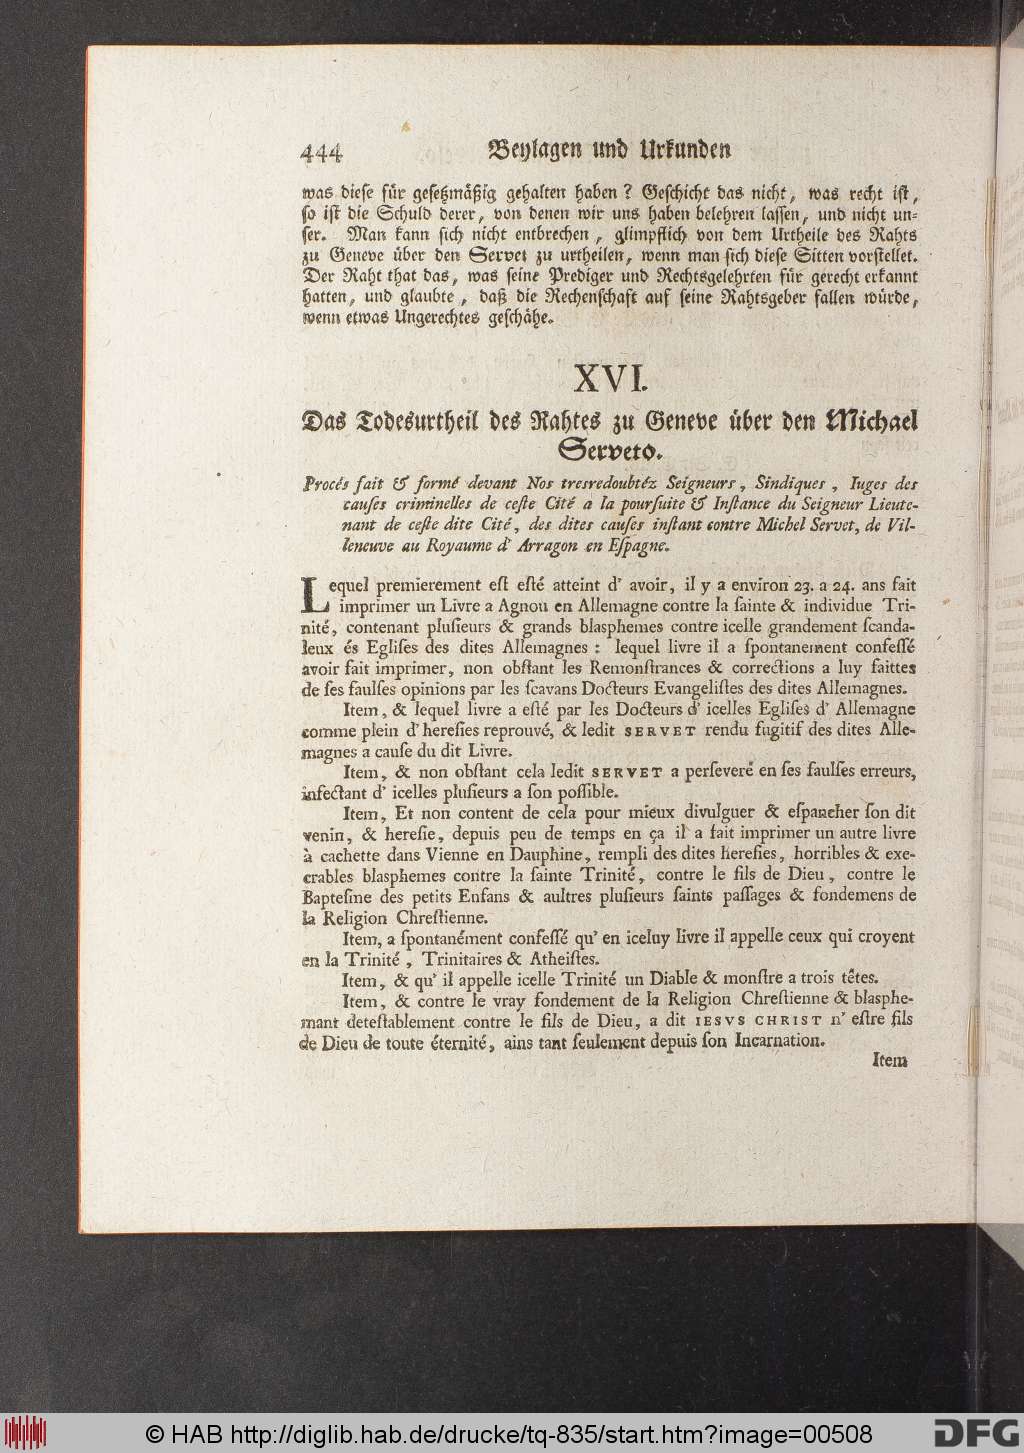 444 Beylagen und Urkunden
was diese für gesetzmäßig gehalten haben? Geschicht das nicht, was recht ist,
so ist die Schuld derer, von denen wir uns haben belehren lassen, und nicht un-
ser. Man kann sich nicht entbrechen, glimpflich von dem Urtheile des Rahts
zu Geneve über den Servet zu urtheilen, wenn man sich diese Sitten vorstellet.
Der Raht that das, was seine Prediger und Rechtsgelehrten für gerecht erkannt
hatten, und glaubte, daß die Rechenschaft auf seine Rahtsgeber fallen würde,
wenn etwas Ungerechtes geschähe.
XVI.
Das Todesurtheil des Rahtes zu Geneve über den Michael
Serveto.
Procés fait & formé devant Nos tresredoubtéz Seigneurs, Sindiques, Iuges des
cauſes criminelles de ceſte Cité a la pourſuite & Inſtance du Seigneur Lieute-
nant de ceſte dite Cité, des dites cauſes inſtant contre Michel Servet, de Vil-
leneuve au Royaume d' Arragon en Eſpagne.
Lequel premierement eſt eſté atteint d' avoir, il y a environ 23. a 24. ans fait
imprimer un Livre a Agnou en Allemagne contre la ſainte & individue Tri-
nité, contenant pluſieurs & grands blasphemes contre icelle grandement ſcanda-
leux és Egliſes des dites Allemagnes: lequel livre il a ſpontanement confeſſé
avoir fait imprimer, non obſtant les Remonſtrances & corrections a luy faittes
de ſes faulſes opinions par les ſcavans Docteurs Evangeliſtes des dites Allemagnes.
Item, & lequel livre a eſté par les Docteurs d' icelles Egliſes d' Allemagne
comme plein d' hereſies reprouvé, & ledit SERVET rendu fugitif des dites Alle-
magnes a cauſe du dit Livre.
Item, & non obſtant cela ledit SERVET a perſeveré en ſes faulſes erreurs,
infectant d' icelles pluſieurs a ſon poſſible.
Item, Et non content de cela pour mieux divulguer & eſpancher ſon dit
venin, & hereſie, depuis peu de temps en ça il a fait imprimer un autre livre
à cachette dans Vienne en Dauphine, rempli des dites hereſies, horribles & exe-
crables blasphemes contre la ſainte Trinité, contre le fils de Dieu, contre le
Bapteſme des petits Enfans & aultres pluſieurs ſaints paſſages & fondemens de
la Religion Chreſtienne.
Item, a ſpontanément confeſſé qu' en iceluy livre il appelle ceux qui croyent
en la Trinité, Trinitaires & Atheiſtes.
Item, & qu' il appelle icelle Trinité un Diable & monſtre a trois têtes.
Item, & contre le vray fondement de la Religion Chreſtienne & blasphe-
mant deteſtablement contre le fils de Dieu, a dit IESVS CHRIST n' eſtre fils
de Dieu de toute éternité, ains tant ſeulement depuis ſon Incarnation.
Item
© HAB http://diglib.hab.de/drucke/tq-835/start.htm?image=00508
DFG